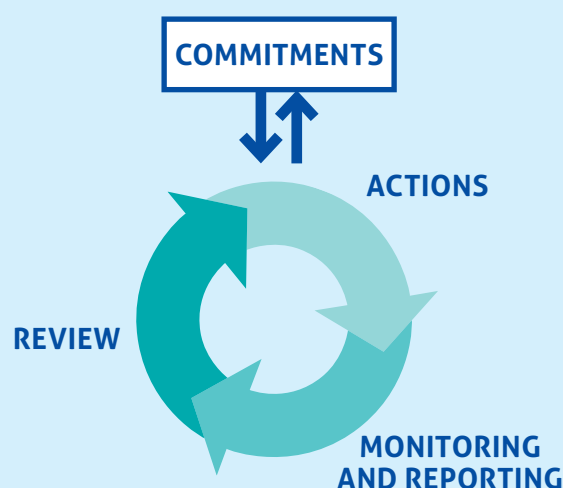 COMMITMENTS
ACTIONS
REVIEW
MONITORING
AND REPORTING